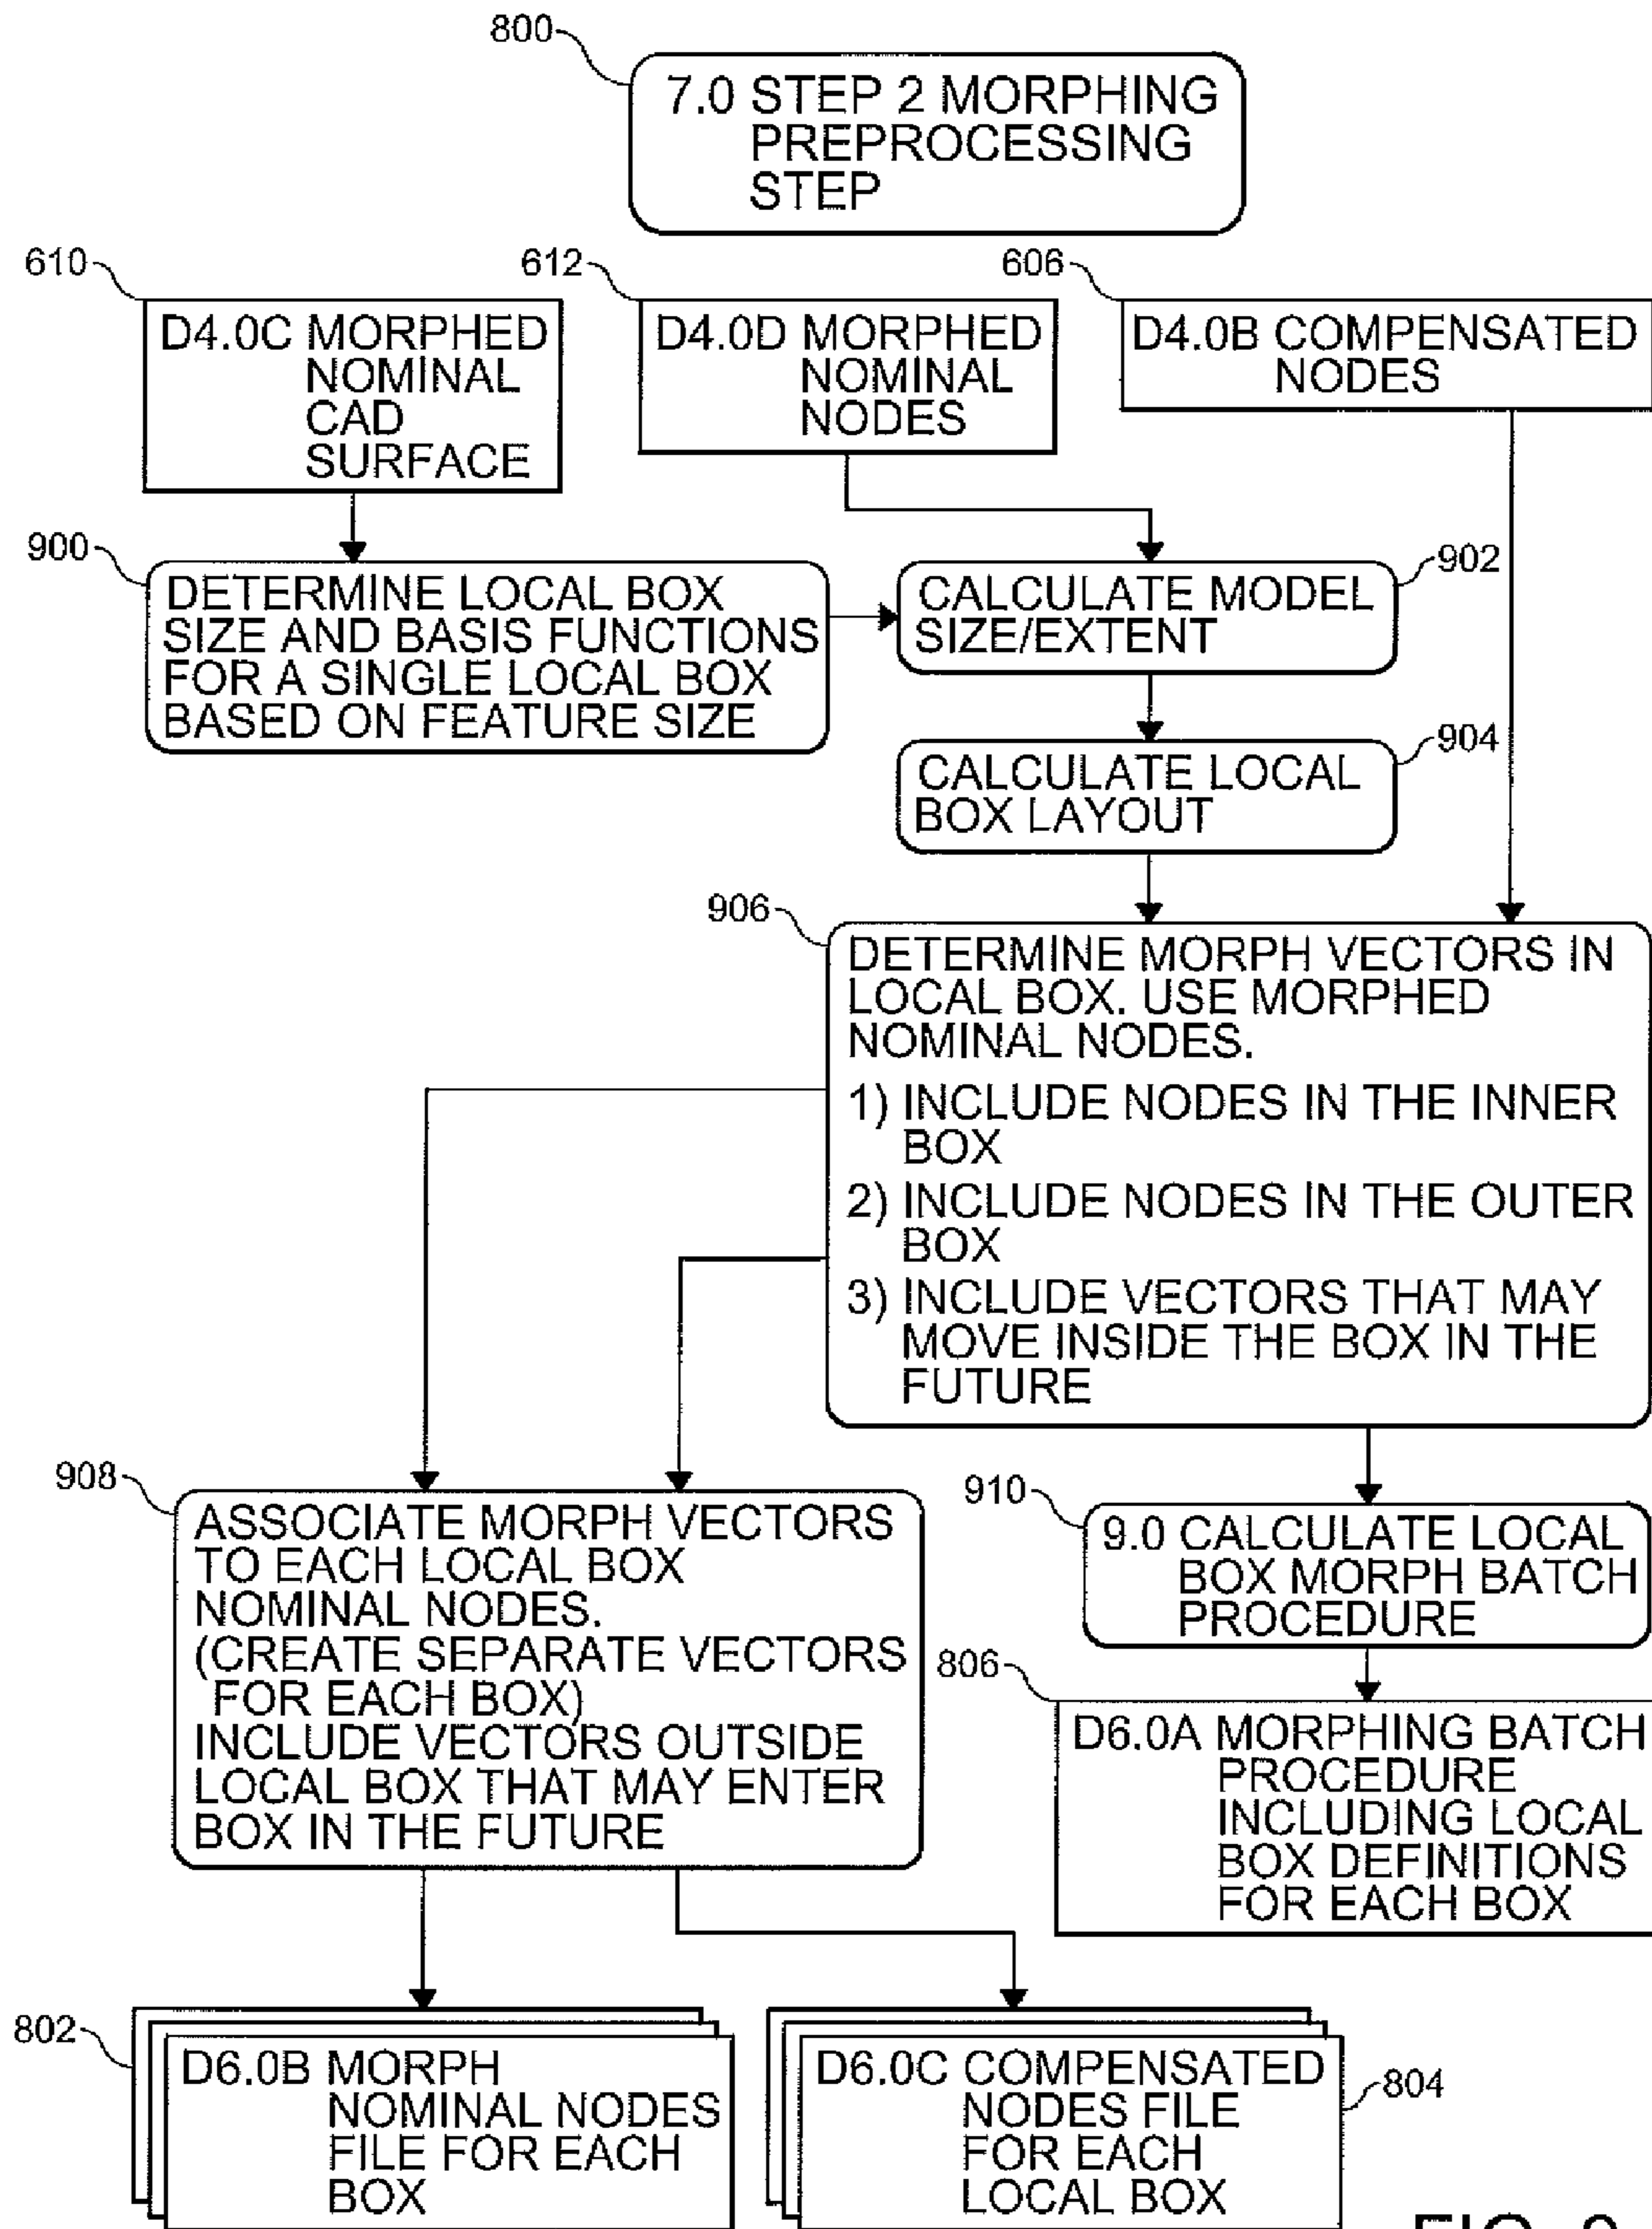 800
7.0 STEP 2 MORPHING
PREPROCESSING
STEP
610
612
606
D4.0C MORPHED
NOMINAL
CAD
SURFACE
D4.0D MORPHED
NOMINAL
NODES
D4.0B COMPENSATED
NODES
900
DETERMINE LOCAL BOX
SIZE AND BASIS FUNCTIONS
FOR A SINGLE LOCAL BOX
BASED ON FEATURE SIZE
902
CALCULATE MODEL
SIZE/EXTENT
904
CALCULATE LOCAL
BOX LAYOUT
906
DETERMINE MORPH VECTORS IN
LOCAL BOX. USE MORPHED
NOMINAL NODES.
1) INCLUDE NODES IN THE INNER
BOX
2) INCLUDE NODES IN THE OUTER
BOX
3) INCLUDE VECTORS THAT MAY
MOVE INSIDE THE BOX IN THE
FUTURE
908
ASSOCIATE MORPH VECTORS
TO EACH LOCAL BOX
NOMINAL NODES.
(CREATE SEPARATE VECTORS
FOR EACH BOX)
INCLUDE VECTORS OUTSIDE
LOCAL BOX THAT MAY ENTER
BOX IN THE FUTURE
910
9.0 CALCULATE LOCAL
BOX MORPH BATCH
PROCEDURE
806
D6.0A MORPHING BATCH
PROCEDURE
INCLUDING LOCAL
BOX DEFINITIONS
FOR EACH BOX
802
D6.0B MORPH
NOMINAL NODES
FILE FOR EACH
BOX
D6.0C COMPENSATED
NODES FILE
FOR EACH
LOCAL BOX
804